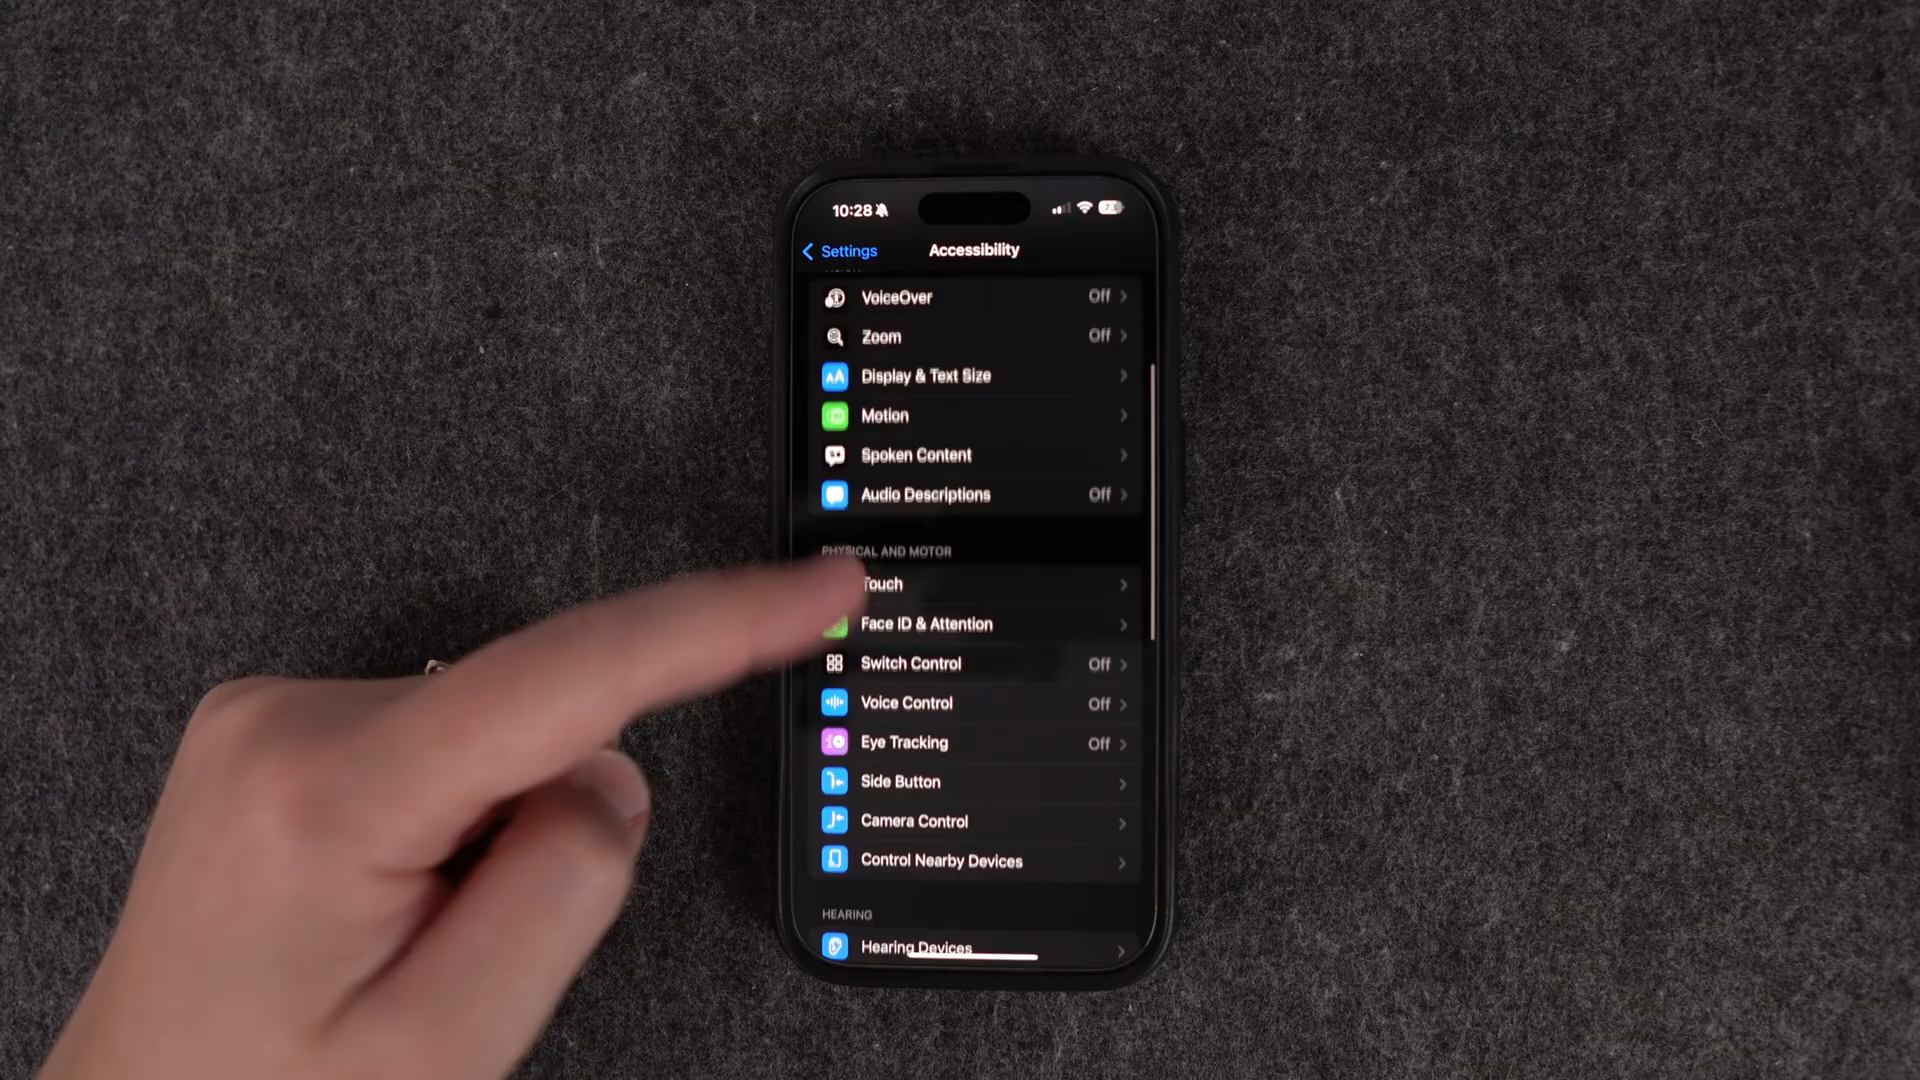 10:28
73
Settings
Accessibility
VoiceOver Off
Zoom Off
Display & Text Size
Motion
Spoken Content
Audio Descriptions Off
PHYSICAL AND MOTOR
Touch
Face ID & Attention
Switch Control Off
Voice Control Off
Eye Tracking Off
Side Button
Camera Control
Control Nearby Devices
HEARING
Hearing Devices